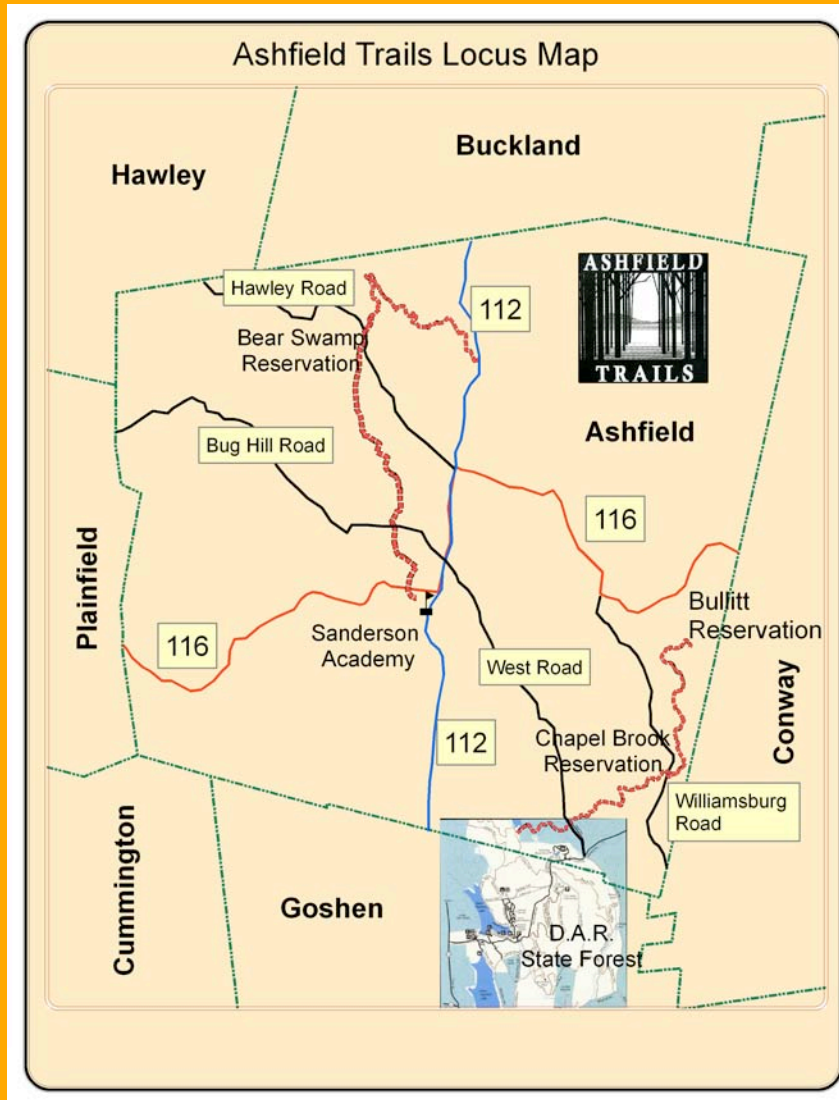 Ashfield Trails Locus Map
Buckland
Hawley
ASHFIELD
TRAILS
Hawley Road
112
Bear Swamp
Reservation
Ashfield
Bug Hill Road
116
Plainfield
Bullitt
Reservation
Sanderson
Academy
116
West Road
Conway
112
Chapel Brook
Reservation
Williamsburg
Road
Cummington
Goshen
D.A.R.
State Forest